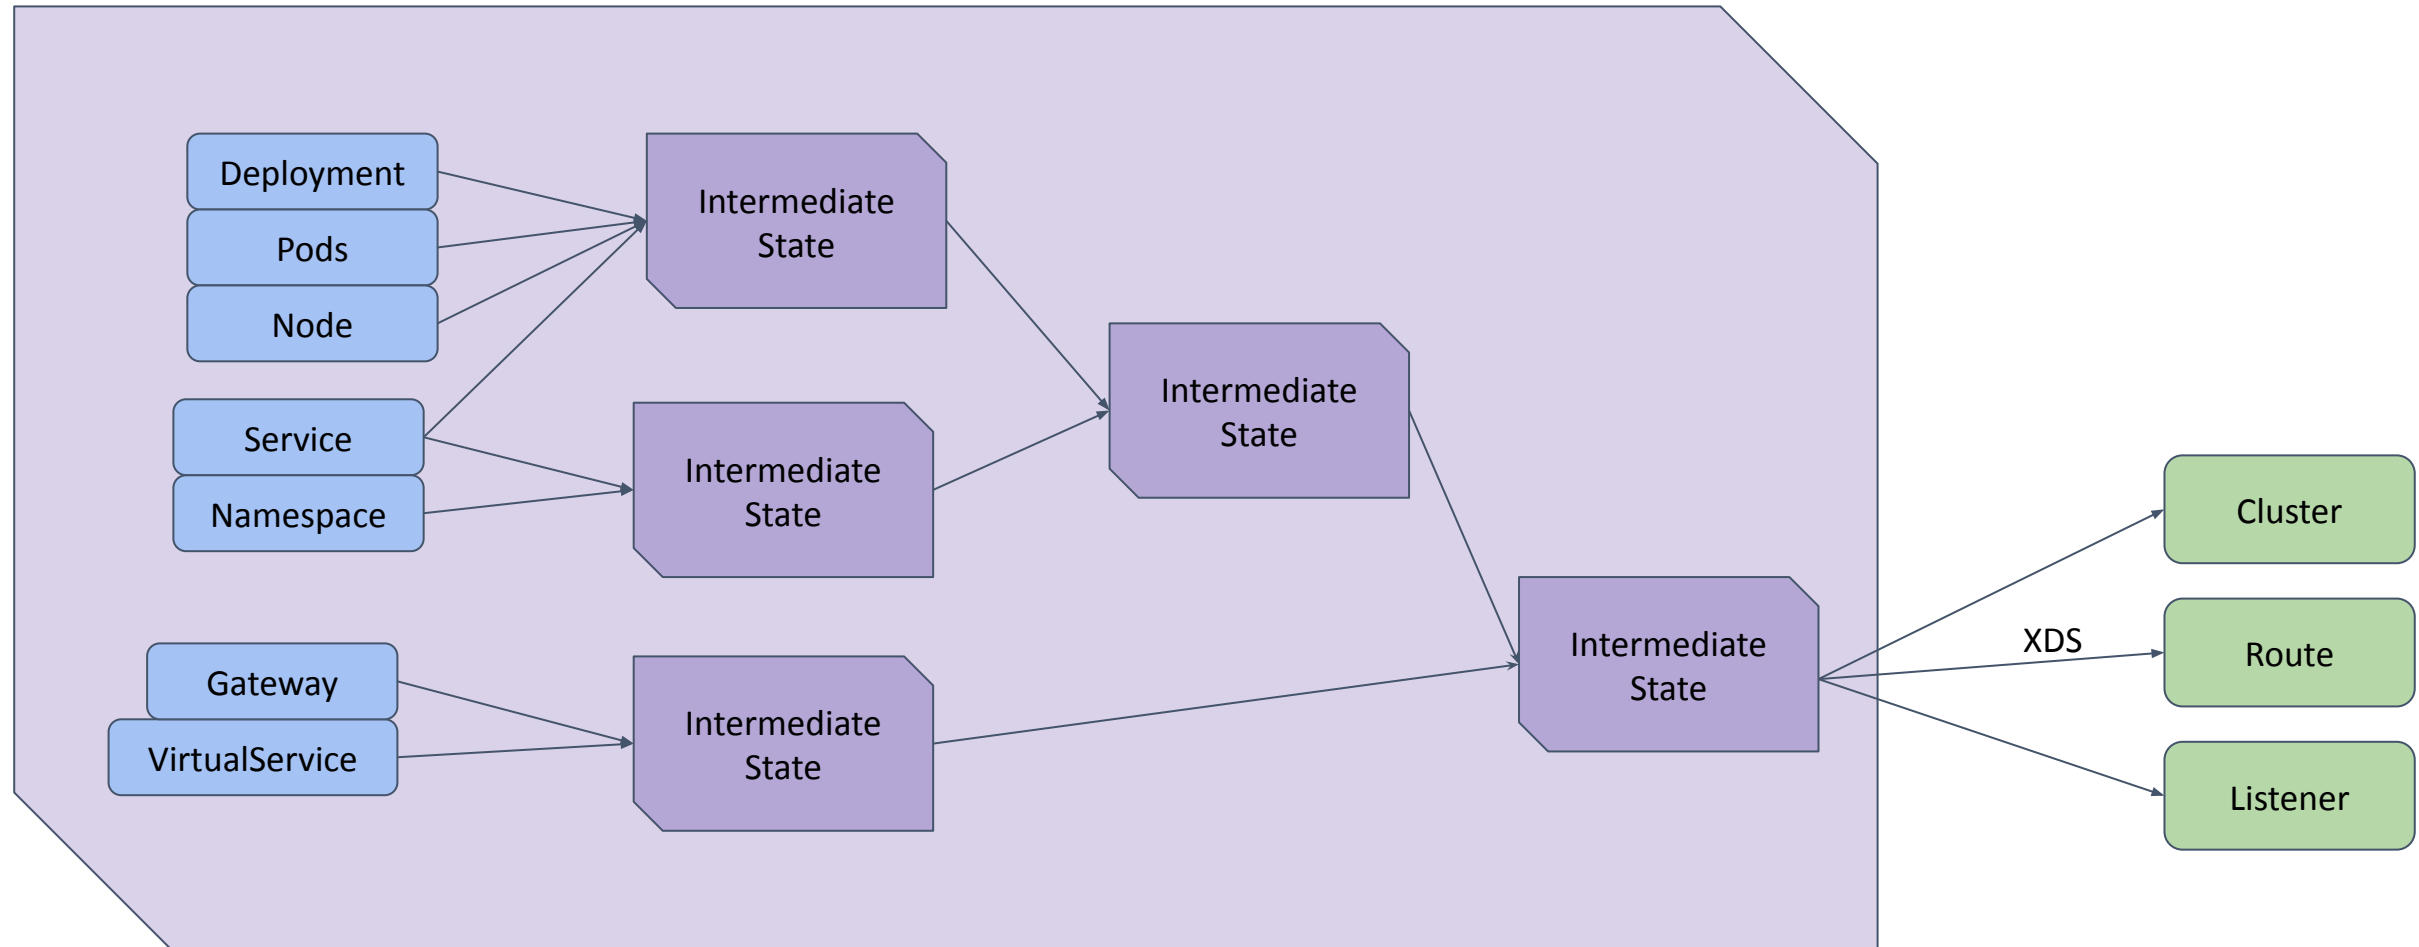 Deployment
Pods
Node
Service
Namespace
Gateway
VirtualService
Intermediate
State
Intermediate
State
Intermediate
State
Intermediate
State
Intermediate
State
XDS
Cluster
Route
Listener